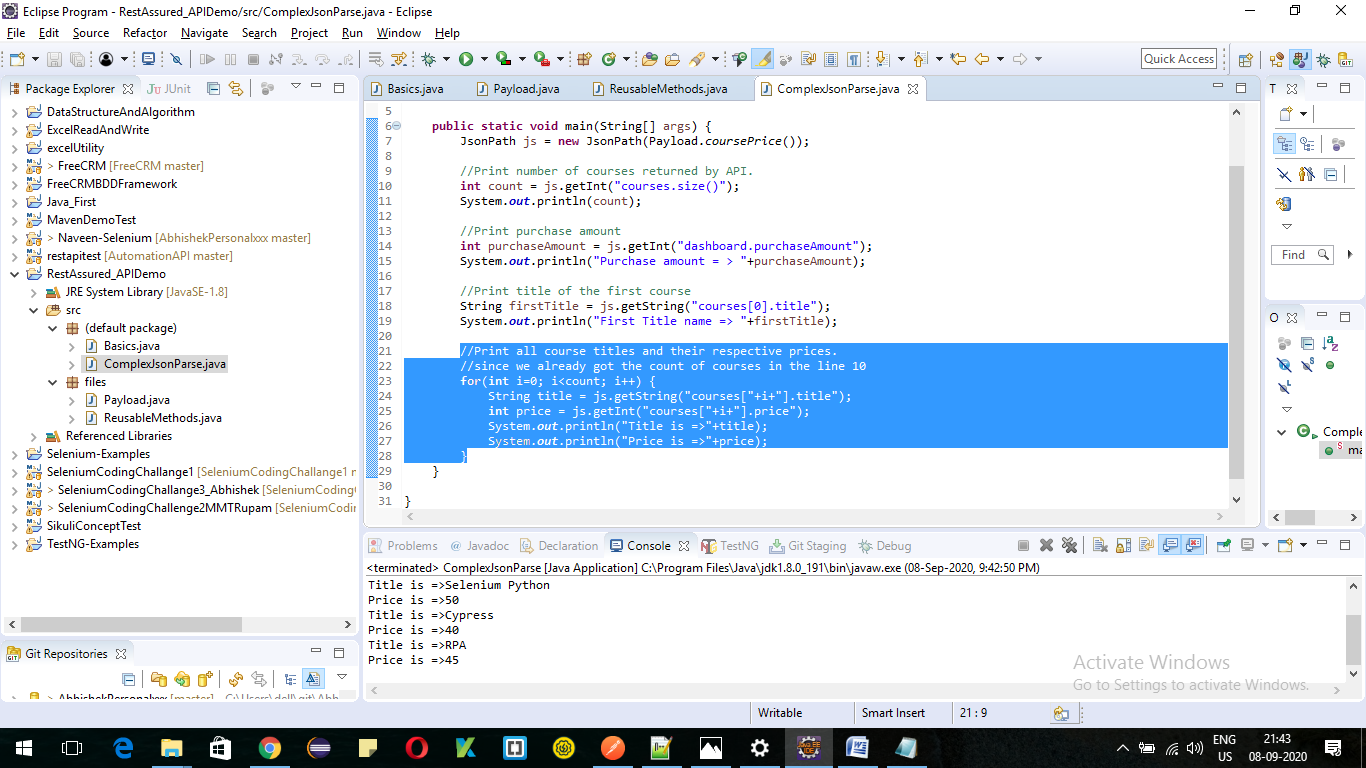 Eclipse Program - RestAssured_APIDemo/src/ComplexJsonParse.java - Eclipse
File Edit Source Refactor Navigate Search Project Run Window Help
Quick Access
Package Explorer JUnit
DataStructureAndAlgorithm
ExcelReadAndWrite
excelUtility
> FreeCRM [FreeCRM master]
FreeCRMBDDFramework
Java_First
MavenDemoTest
> Naveen-Selenium [AbhishekPersonalxxx master]
restapitest [AutomationAPI master]
RestAssured_APIDemo
JRE System Library [JavaSE-1.8]
src
(default package)
Basics.java
ComplexJsonParse.java
files
Payload.java
ReusableMethods.java
Referenced Libraries
Selenium-Examples
SeleniumCodingChallange1 [SeleniumCodingChallange1 r
> SeleniumCodingChallange3_Abhishek [SeleniumCoding
> SeleniumCodingChallenge2MMTRupam [SeleniumCodir
SikuliConceptTest
TestNG-Examples
Git Repositories
Basics.java Payload.java ReusableMethods.java ComplexJsonParse.java
5
6 public static void main(String[] args) {
7 JsonPath js = new JsonPath(Payload.coursePrice());
8
9 //Print number of courses returned by API.
10 int count = js.getInt("courses.size()");
11 System.out.println(count);
12
13 //Print purchase amount
14 int purchaseAmount = js.getInt("dashboard.purchaseAmount");
15 System.out.println("Purchase amount = > "+purchaseAmount);
16
17 //Print title of the first course
18 String firstTitle = js.getString("courses[0].title");
19 System.out.println("First Title name => "+firstTitle);
20
21 //Print all course titles and their respective prices.
22 //since we already got the count of courses in the line 10
23 for(int i=0; i<count; i++) {
24 String title = js.getString("courses["+i+"].title");
25 int price = js.getInt("courses["+i+"].price");
26 System.out.println("Title is =>"+title);
27 System.out.println("Price is =>"+price);
28 }
29 }
30
31 }
T
Find
O
Comple
ma
Problems Javadoc Declaration Console TestNG Git Staging Debug
<terminated> ComplexJsonParse [Java Application] C:\Program Files\Java\jdk1.8.0_191\bin\javaw.exe (08-Sep-2020, 9:42:50 PM)
Title is =>Selenium Python
Price is =>50
Title is =>Cypress
Price is =>40
Title is =>RPA
Price is =>45
Activate Windows
Go to Settings to activate Windows.
Writable Smart Insert 21 : 9
ENG
US
21:43
08-09-2020